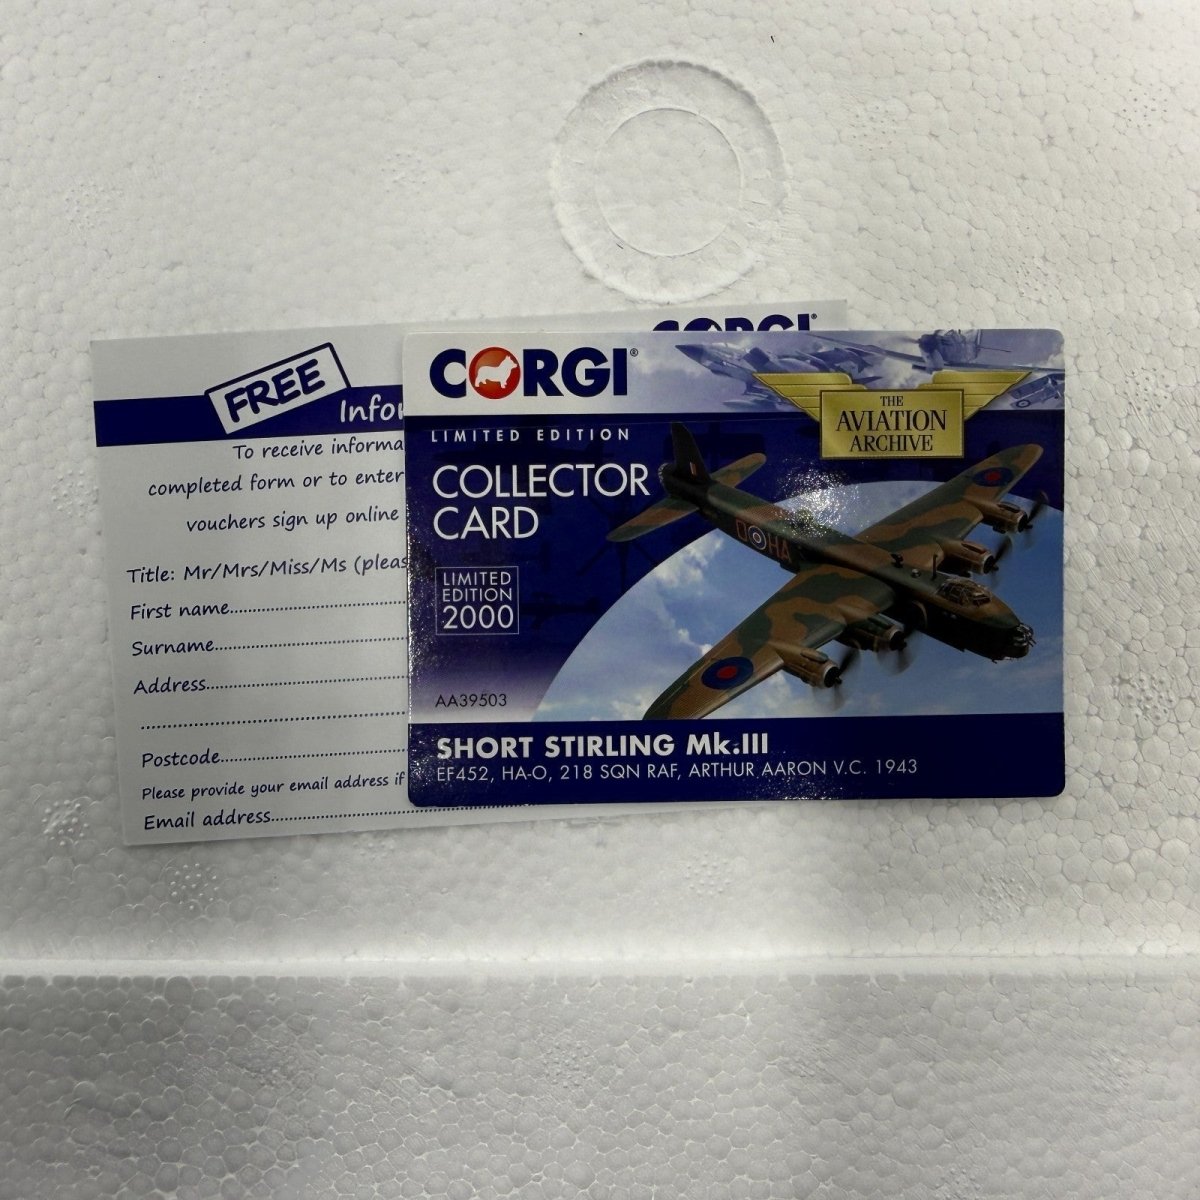 CORGI
FREE
Infor
To receive informa
completed form or to enter
vouchers sign up online
Title: Mr/Mrs/Miss/Ms (pleas
First name
Surname
Address
Postcode
Please provide your email address if
Email address
CORGI®
THE
AVIATION
ARCHIVE
LIMITED EDITION
COLLECTOR
CARD
LIMITED
EDITION
2000
O HA
AA39503
SHORT STIRLING Mk.III
EF452, HA-O, 218 SQN RAF, ARTHUR AARON V.C. 1943